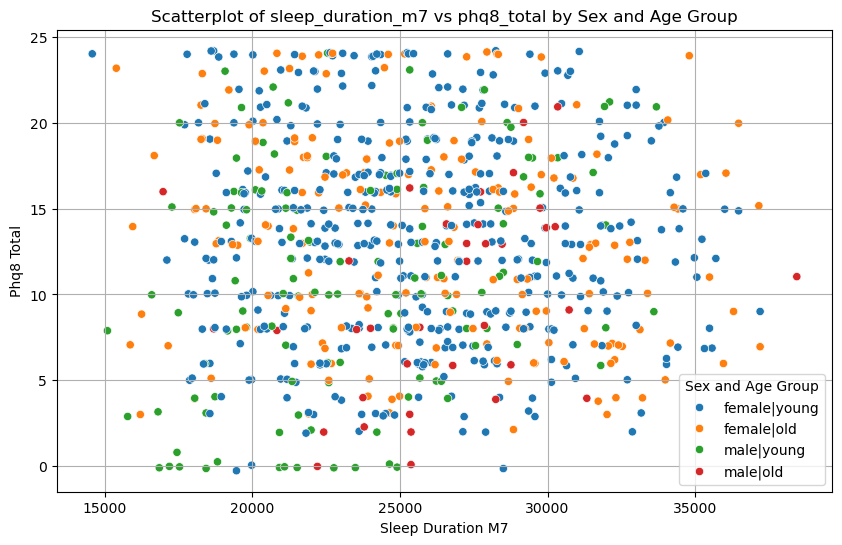 Scatterplot of sleep_duration_m7 vs phq8_total by Sex and Age Group
25
20
15
10
5
0
Phq8 Total
Sex and Age Group
female|young
female|old
male|young
male|old
15000 20000 25000 30000 35000
Sleep Duration M7